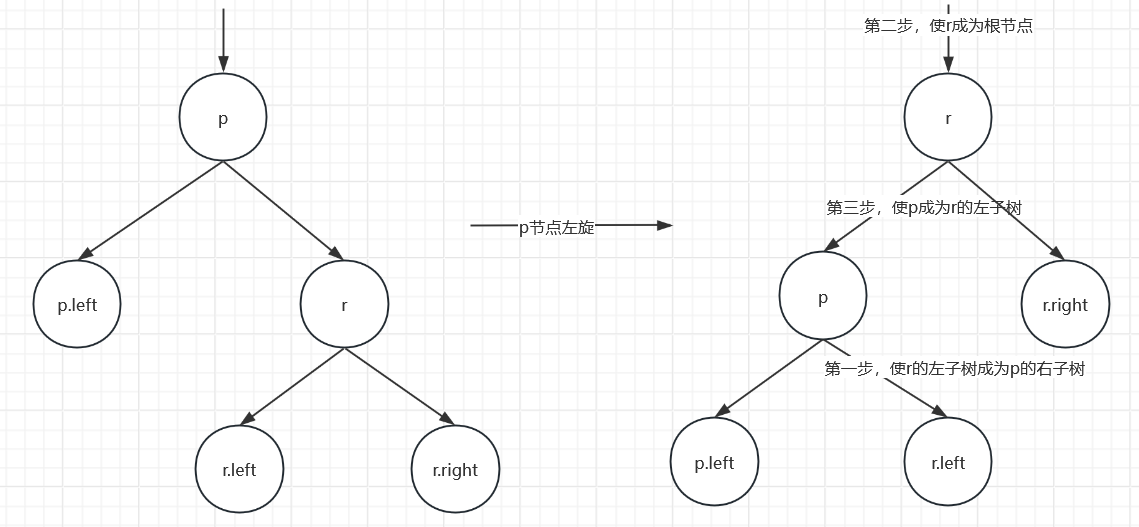 p
p.left
r
r.left
r.right
p节点左旋
第二步，使r成为根节点
r
第三步，使p成为r的左子树
p
r.right
第一步，使r的左子树成为p的右子树
p.left
r.left